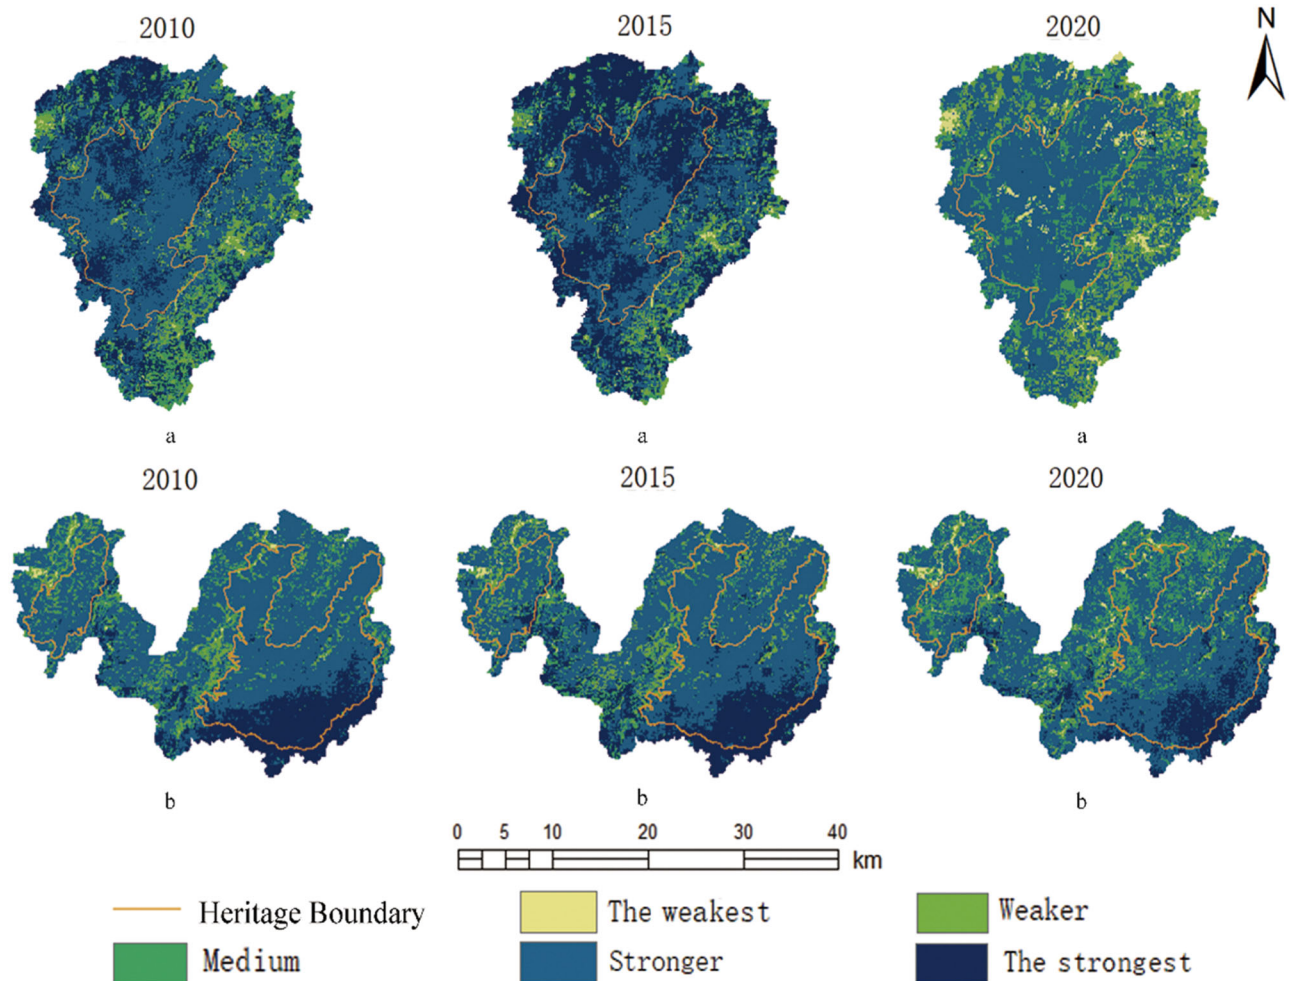 2010
2015
2020
N
a
a
a
2010
2015
2020
b
b
b
0 5 10 20 30 40
km
Heritage Boundary
The weakest
Weaker
Medium
Stronger
The strongest